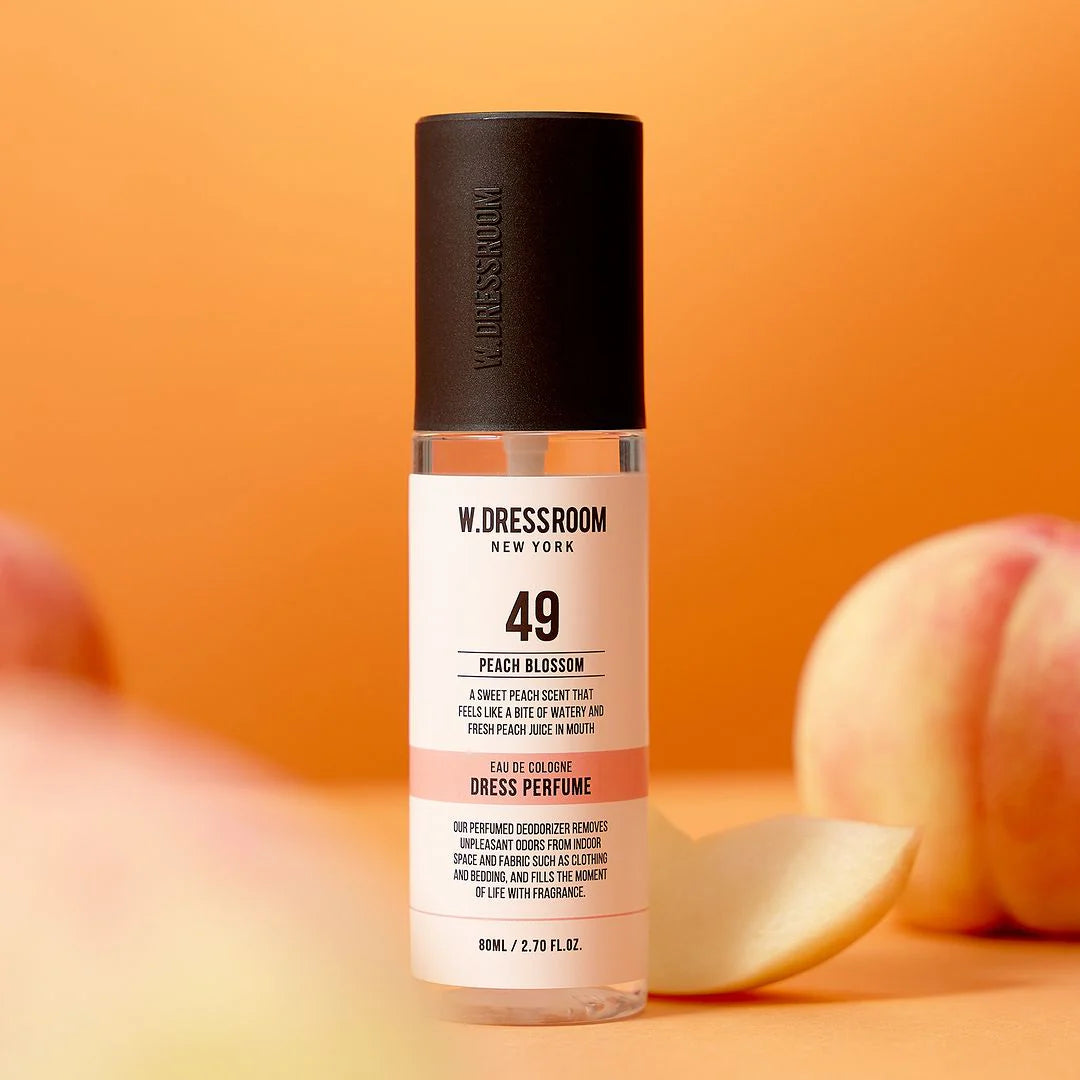 W.DRESSROOM
W.DRESSROOM
NEW YORK
49
PEACH BLOSSOM
A SWEET PEACH SCENT THAT
FEELS LIKE A BITE OF WATERY AND
FRESH PEACH JUICE IN MOUTH
EAU DE COLOGNE
DRESS PERFUME
OUR PERFUMED DEODORIZER REMOVES
UNPLEASANT ODORS FROM INDOOR
SPACE AND FABRIC SUCH AS CLOTHING
AND BEDDING, AND FILLS THE MOMENT
OF LIFE WITH FRAGRANCE.
80ML / 2.70 FL.OZ.